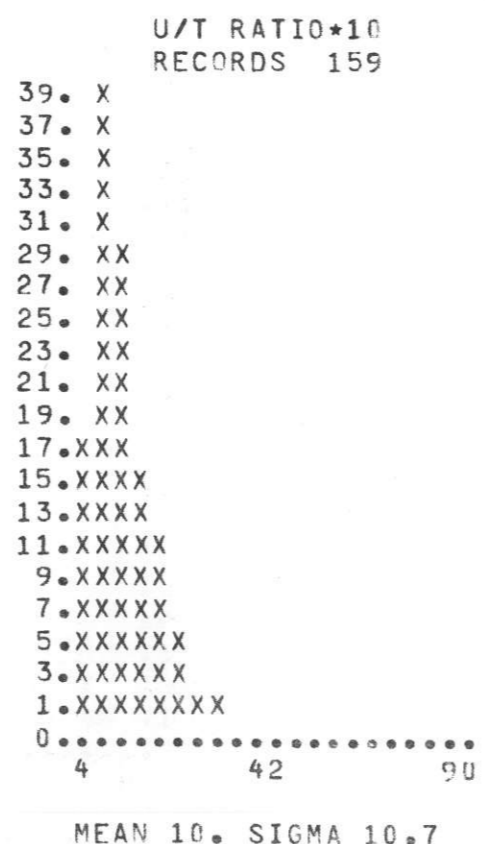 U/T RATIO*10
RECORDS 159
39. X
37. X
35. X
33. X
31. X
29. XX
27. XX
25. XX
23. XX
21. XX
19. XX
17.XXX
15.XXXX
13.XXXX
11.XXXXX
9.XXXXX
7.XXXXX
5.XXXXXX
3.XXXXXX
1.XXXXXXXX
0......................
4 42 90
MEAN 10. SIGMA 10.7